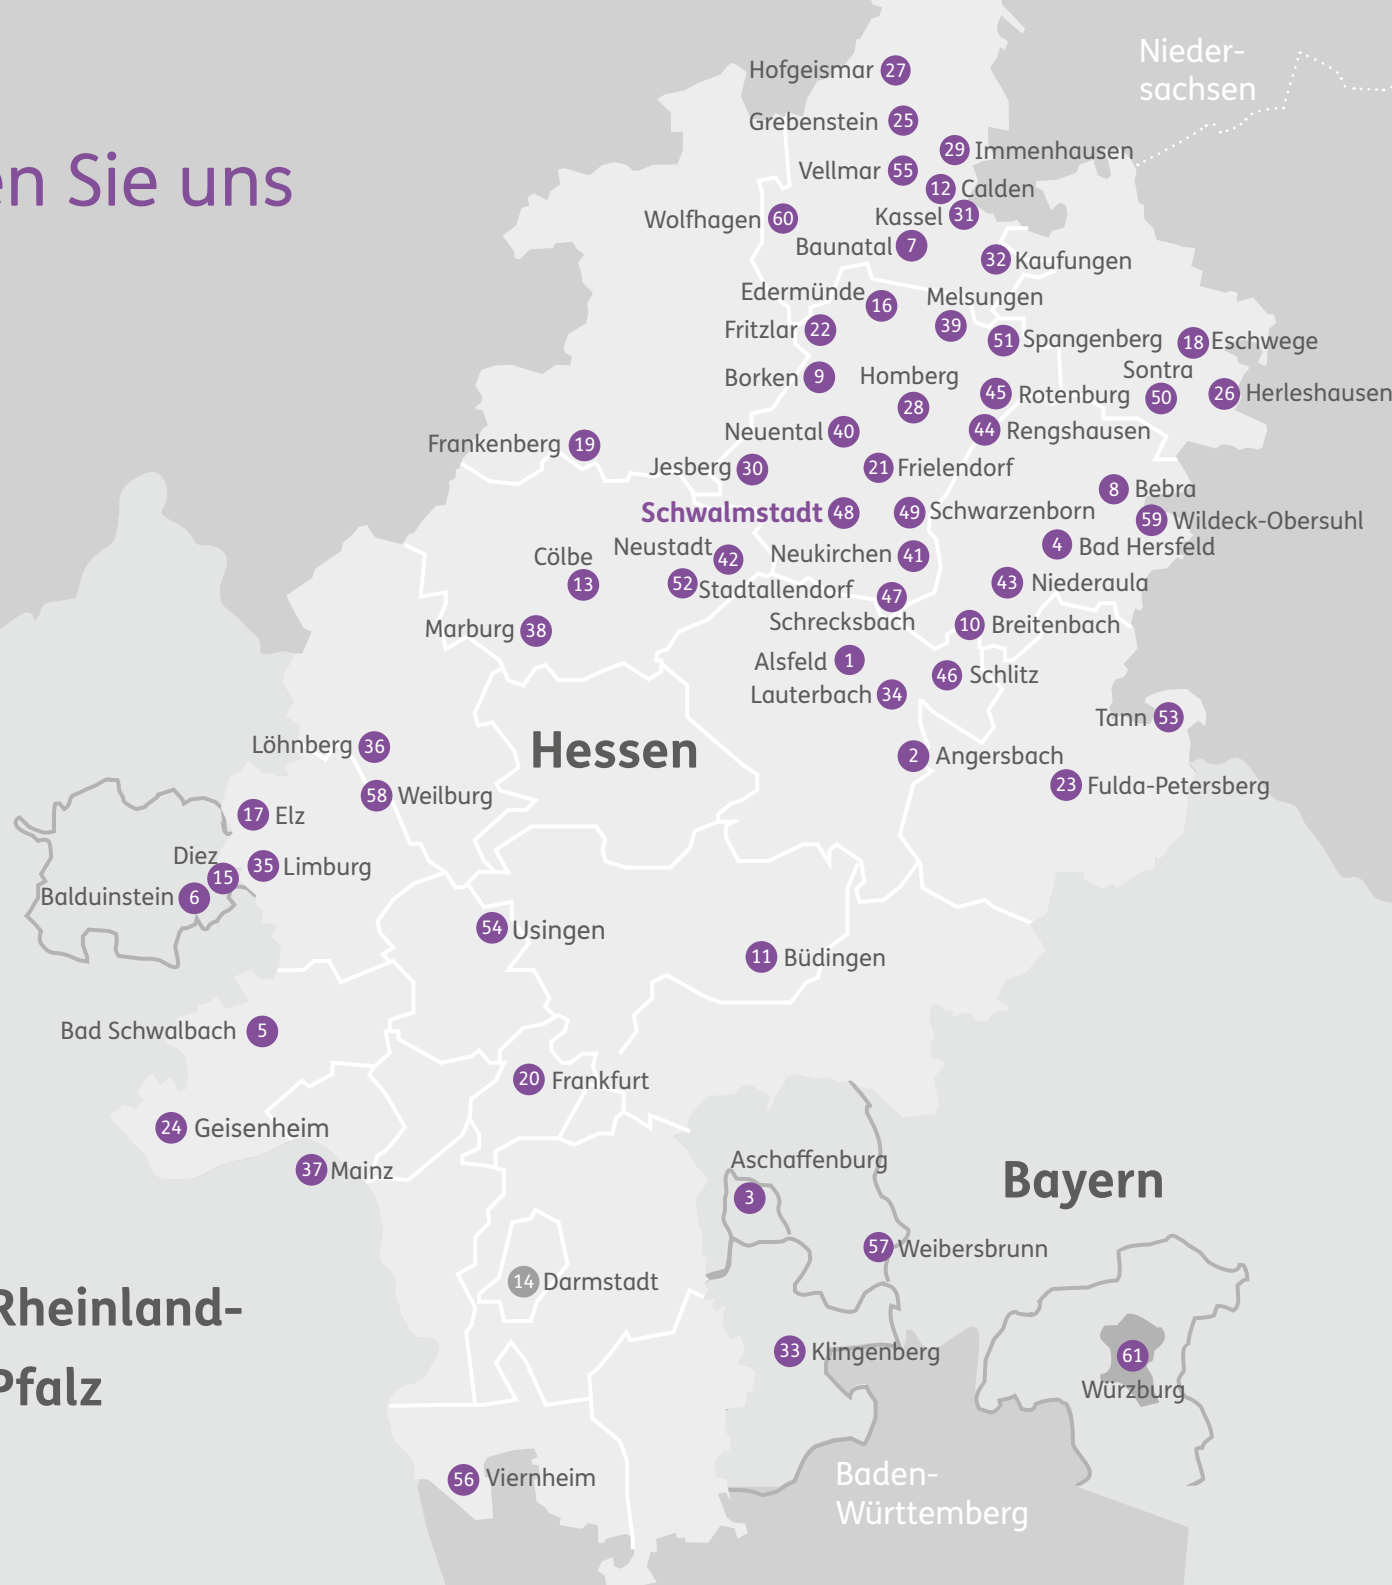 Nieder-
sachsen
Hofgeismar 27
Grebenstein 25
29 Immenhausen
en Sie uns
Vellmar 55
12 Calden
Wolfhagen 60
Kassel 31
Baunatal 7
32 Kaufungen
Edermünde 16
Melsungen
39
Fritzlar 22
51 Spangenberg
18 Eschwege
Sontra
50
Borken 9
Homberg
28
45 Rotenburg
26 Herleshausen
Neuental 40
44 Rengshausen
Frankenberg 19
Jesberg 30
21 Frielendorf
8 Bebra
Schwalmstadt 48
49 Schwarzenborn
59 Wildeck-Obersuhl
4 Bad Hersfeld
Neustadt 42
Neukirchen 41
Cölbe
13
52 Stadtallendorf
47
Schrecksbach
43 Niederaula
Marburg 38
10 Breitenbach
Alsfeld 1
46 Schlitz
Lauterbach 34
Tann 53
Löhnberg 36
Hessen
2 Angersbach
23 Fulda-Petersberg
58 Weilburg
17 Elz
Diez
15
35 Limburg
Balduinstein 6
54 Usingen
11 Büdingen
Bad Schwalbach 5
20 Frankfurt
24 Geisenheim
37 Mainz
Aschaffenburg
3
Bayern
57 Weibersbrunn
14 Darmstadt
Rheinland-
Pfalz
33 Klingenberg
61
Würzburg
56 Viernheim
Baden-
Württemberg